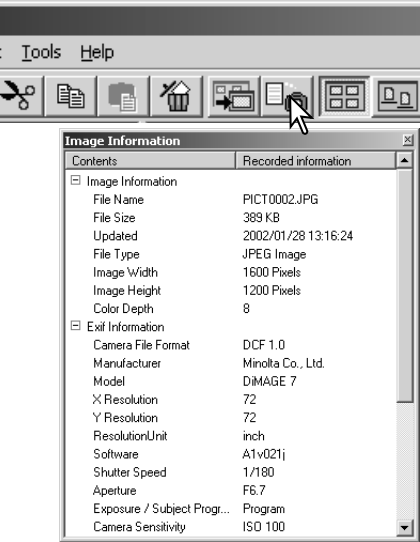 Tools Help
Image Information
Contents Recorded information
Image Information
File Name PICT0002.JPG
File Size 389 KB
Updated 2002/01/28 13:16:24
File Type JPEG Image
Image Width 1600 Pixels
Image Height 1200 Pixels
Color Depth 8
Exif Information
Camera File Format DCF 1.0
Manufacturer Minolta Co., Ltd.
Model DiMAGE 7
X Resolution 72
Y Resolution 72
ResolutionUnit inch
Software A1v021j
Shutter Speed 1/180
Aperture F6.7
Exposure / Subject Progr... Program
Camera Sensitivity ISO 100